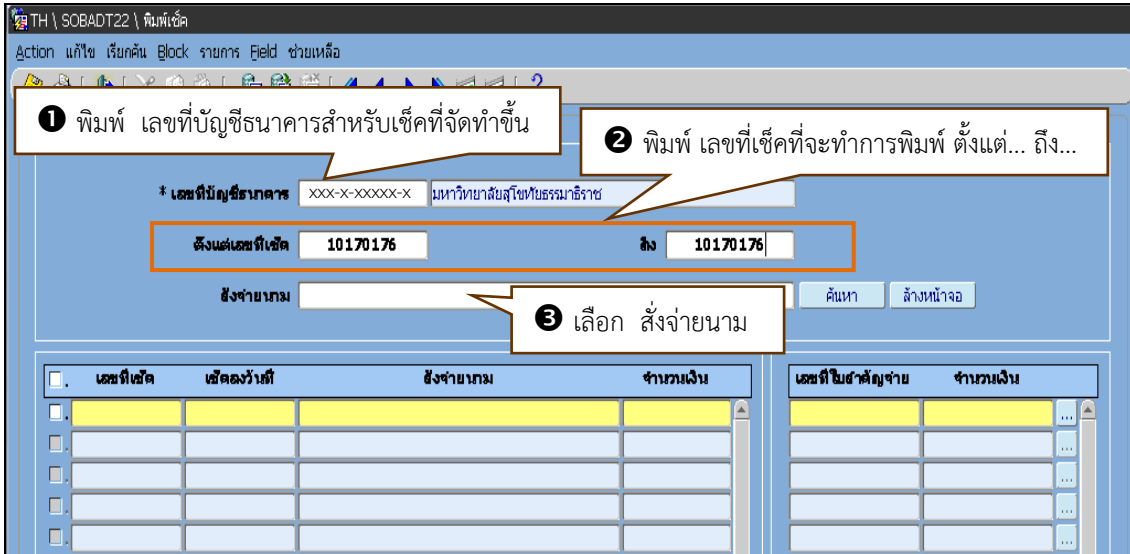 TH \ SOBADT22 \ พิมพ์เช็ค
Action แก้ไข เรียกค้น Block รายการ Field ช่วยเหลือ
❶ พิมพ์ เลขที่บัญชีธนาคารสำหรับเช็คที่จัดทำขึ้น
❷ พิมพ์ เลขที่เช็คที่จะทำการพิมพ์ ตั้งแต่... ถึง...
* เลขที่บัญชีธนาคาร XXX-X-XXXXX-X มหาวิทยาลัยสุโขทัยธรรมาธิราช
ตั้งแต่เลขที่เช็ค 10170176 ถึง 10170176
สั่งจ่ายนาม ค้นหา ล้างหน้าจอ
❸ เลือก สั่งจ่ายนาม
เลขที่เช็ค เช็คลงวันที่ สั่งจ่ายนาม จำนวนเงิน เลขที่ใบสำคัญจ่าย จำนวนเงิน